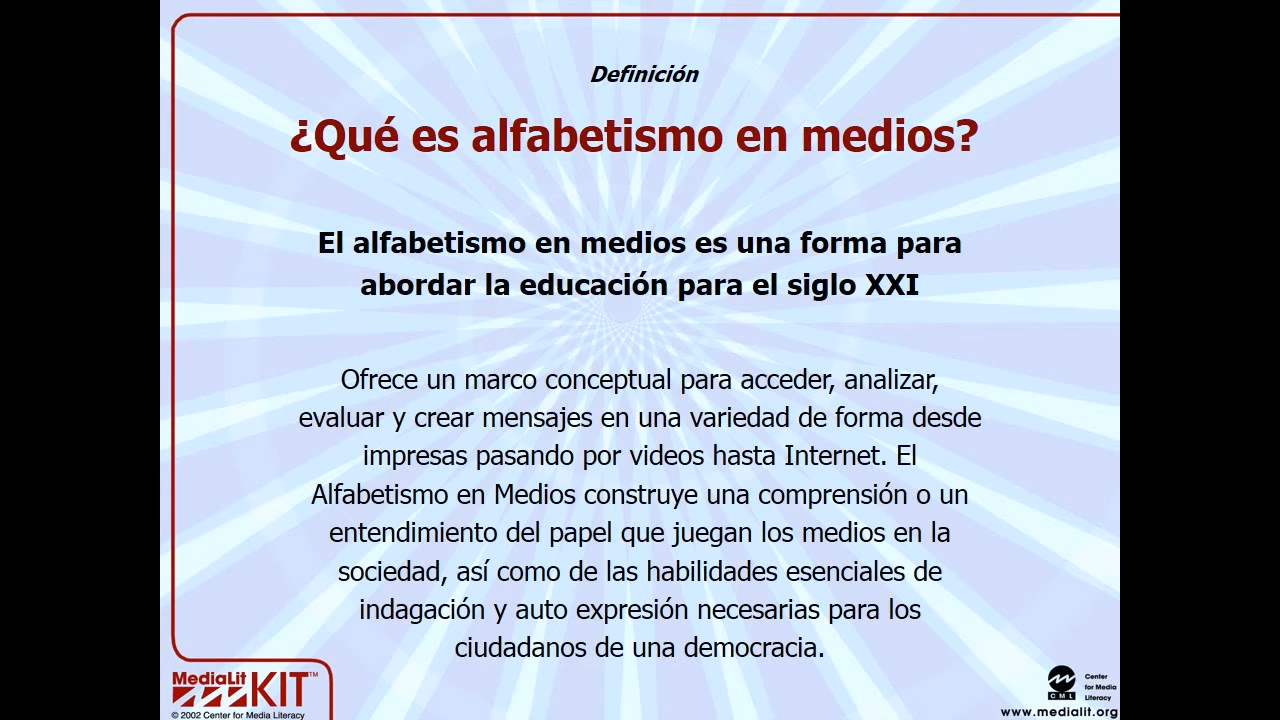 Definición
¿Qué es alfabetismo en medios?
El alfabetismo en medios es una forma para
abordar la educación para el siglo XXI
Ofrece un marco conceptual para acceder, analizar,
evaluar y crear mensajes en una variedad de forma desde
impresas pasando por videos hasta Internet. El
Alfabetismo en Medios construye una comprensión o un
entendimiento del papel que juegan los medios en la
sociedad, así como de las habilidades esenciales de
indagación y auto expresión necesarias para los
ciudadanos de una democracia.
MediaLit
KIT™
© 2002 Center for Media Literacy
CML
Center
for Media
Literacy
www.medialit.org